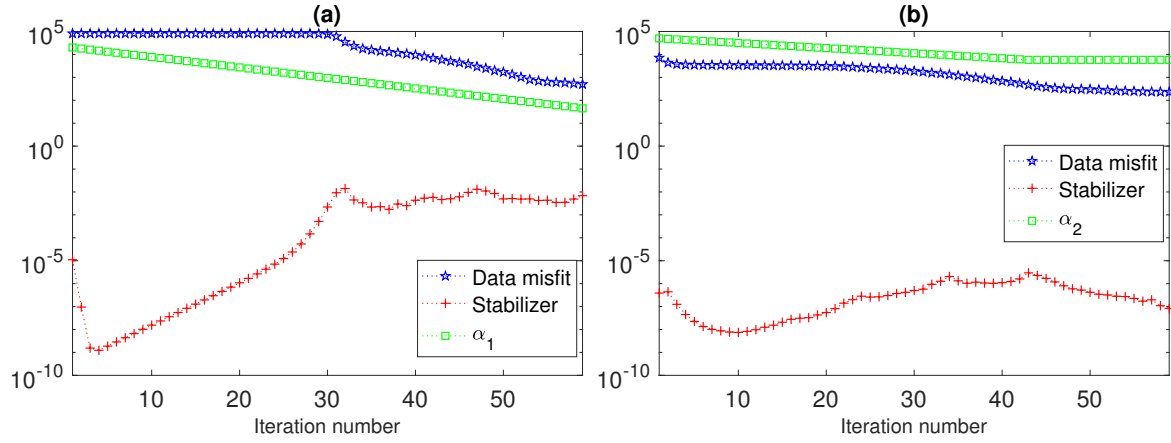 (a)
10^5
10^0
10^-5
10^-10
Data misfit
Stabilizer
α_1
10
20
30
40
50
Iteration number
(b)
10^5
10^0
10^-5
10^-10
Data misfit
Stabilizer
α_2
10
20
30
40
50
Iteration number